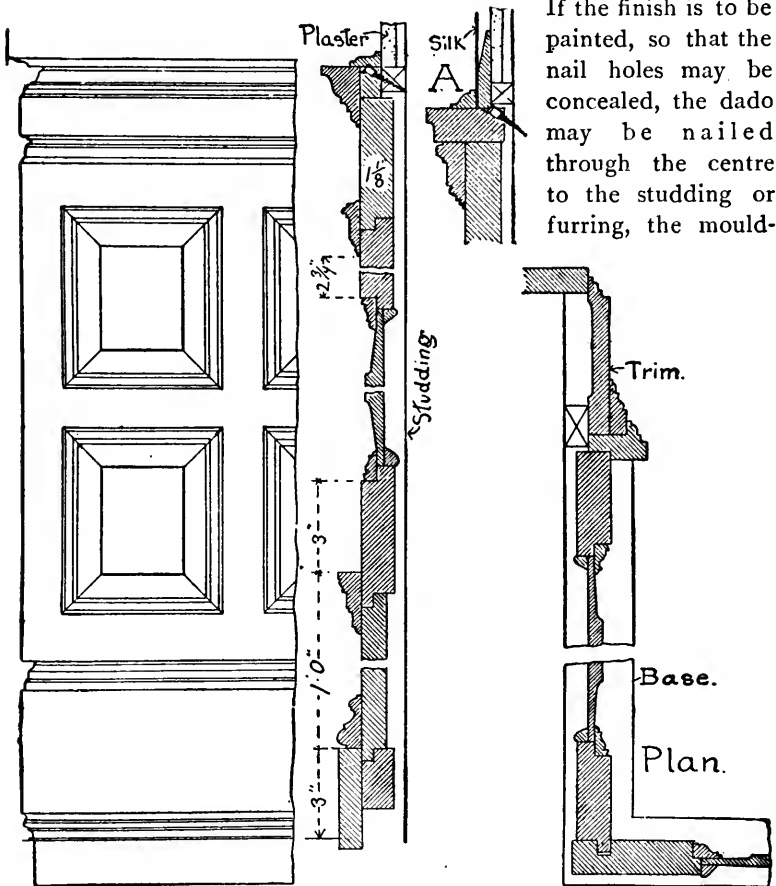 If the finish is to be
painted, so that the
nail holes may be
concealed, the dado
may be nailed
through the centre
to the studding or
furring, the mould-
Plaster
Silk
A
1 1/8
2 3/4"
Studding
3"
1'0"
3"
Trim.
Base.
Plan.